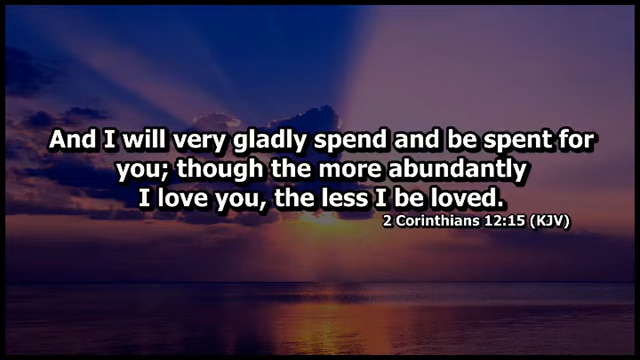 And I will very gladly spend and be spent for
you; though the more abundantly
I love you, the less I be loved.
2 Corinthians 12:15 (KJV)